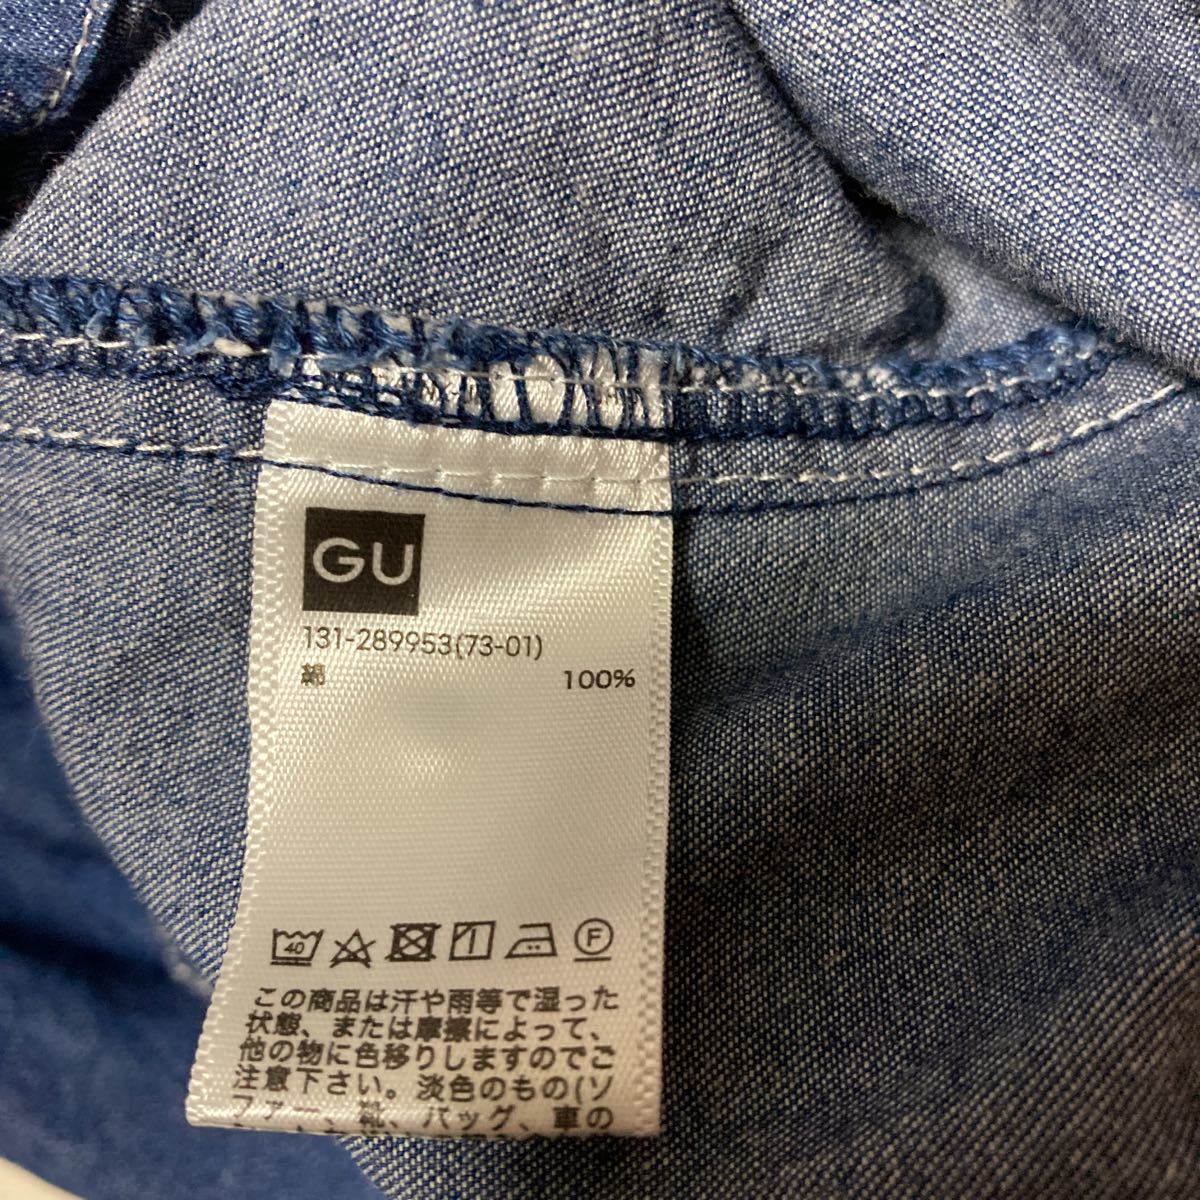 GU
131-289953(73-01)
綿 100%
40 F
この商品は汗や雨等で湿った
状態、または摩擦によって、
他の物に色移りしますのでご
注意下さい。淡色のもの(ソ
ファー、靴、バッグ、車の